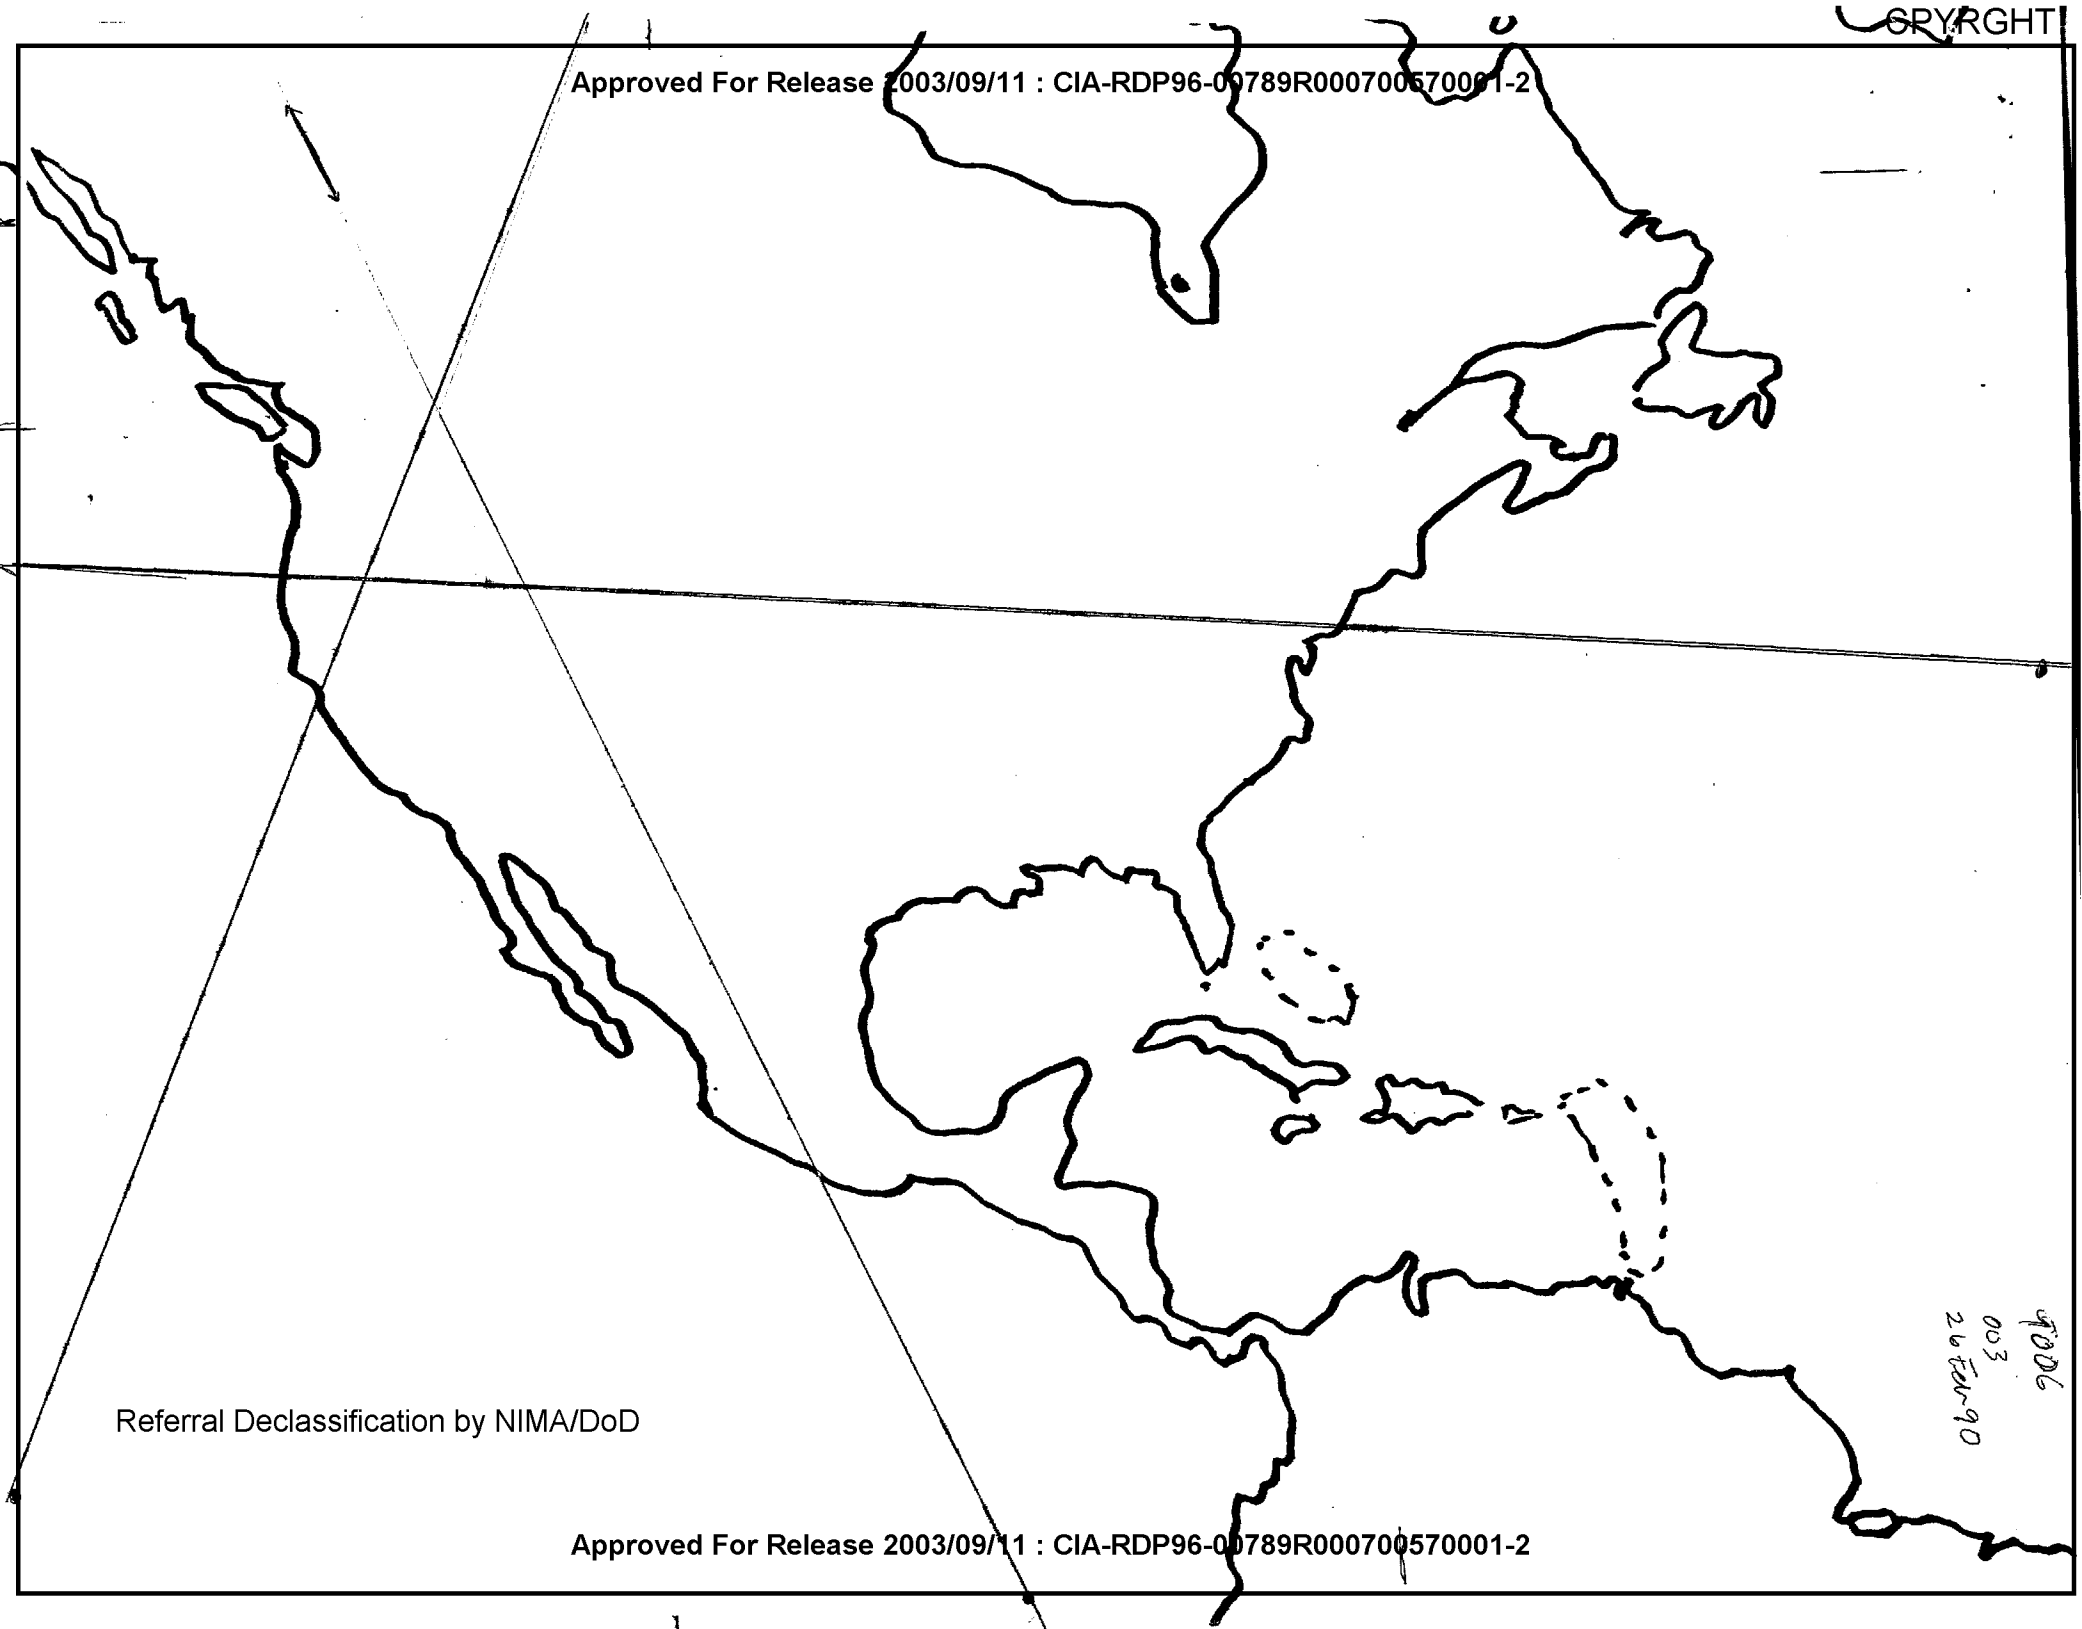 CPYRGHT
Approved For Release 2003/09/11 : CIA-RDP96-00789R000700570001-2
9006
003
26 Feb 90
Referral Declassification by NIMA/DoD
Approved For Release 2003/09/11 : CIA-RDP96-00789R000700570001-2